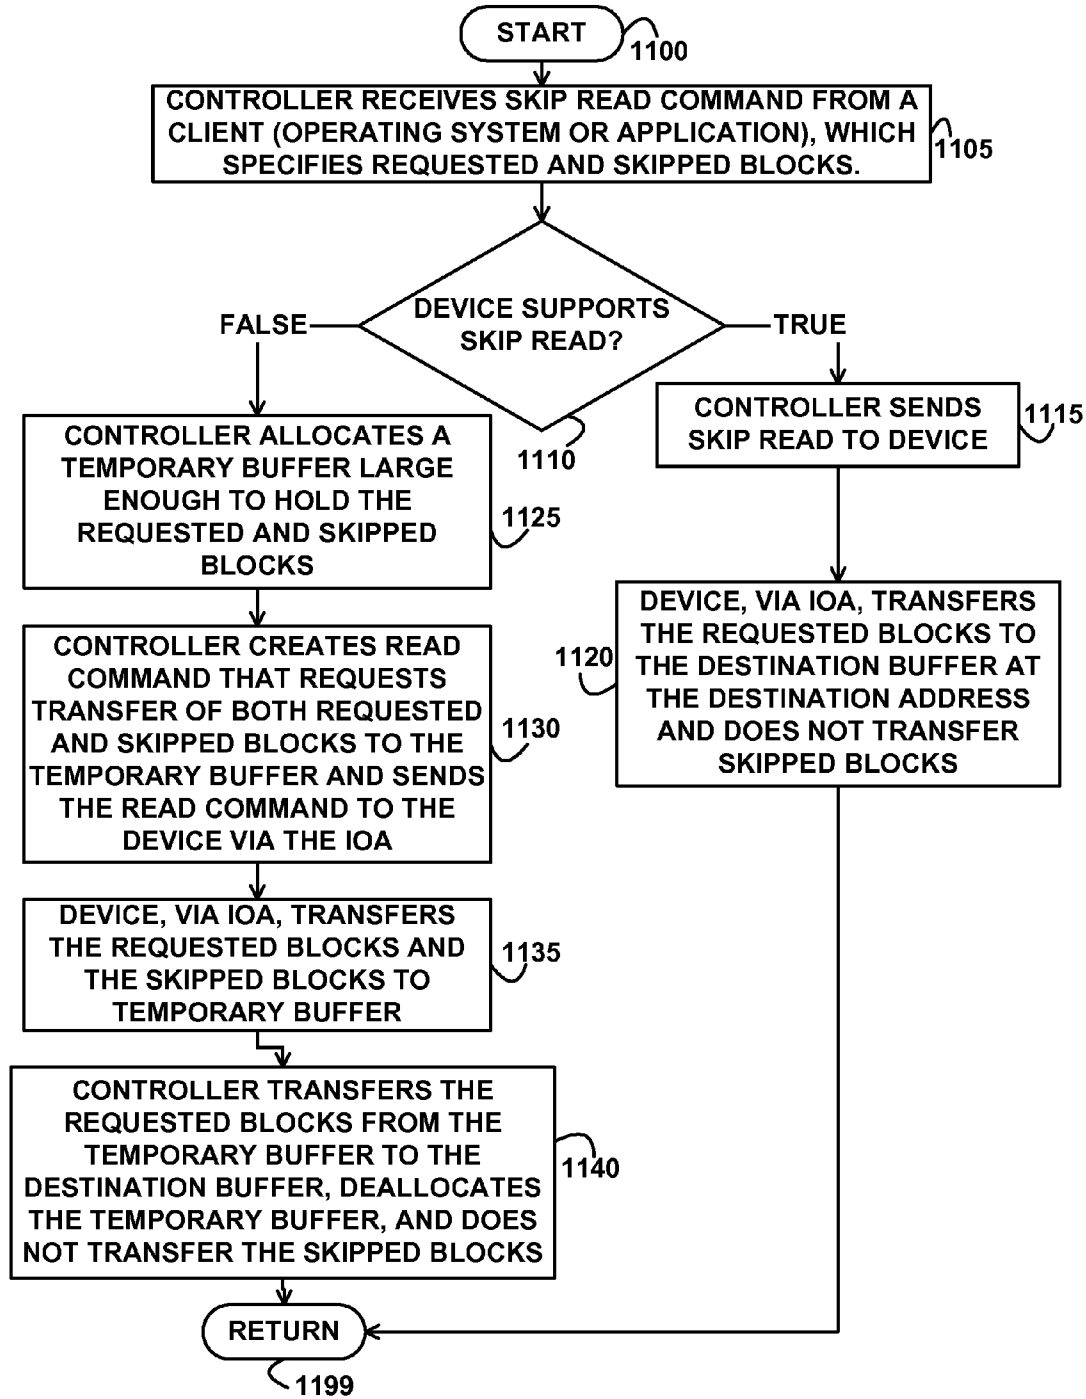 START
1100
CONTROLLER RECEIVES SKIP READ COMMAND FROM A
CLIENT (OPERATING SYSTEM OR APPLICATION), WHICH
SPECIFIES REQUESTED AND SKIPPED BLOCKS.
1105
DEVICE SUPPORTS
SKIP READ?
FALSE
TRUE
1110
CONTROLLER SENDS
SKIP READ TO DEVICE
1115
CONTROLLER ALLOCATES A
TEMPORARY BUFFER LARGE
ENOUGH TO HOLD THE
REQUESTED AND SKIPPED
BLOCKS
1125
DEVICE, VIA IOA, TRANSFERS
THE REQUESTED BLOCKS TO
THE DESTINATION BUFFER AT
THE DESTINATION ADDRESS
AND DOES NOT TRANSFER
SKIPPED BLOCKS
1120
CONTROLLER CREATES READ
COMMAND THAT REQUESTS
TRANSFER OF BOTH REQUESTED
AND SKIPPED BLOCKS TO THE
TEMPORARY BUFFER AND SENDS
THE READ COMMAND TO THE
DEVICE VIA THE IOA
1130
DEVICE, VIA IOA, TRANSFERS
THE REQUESTED BLOCKS AND
THE SKIPPED BLOCKS TO
TEMPORARY BUFFER
1135
CONTROLLER TRANSFERS THE
REQUESTED BLOCKS FROM THE
TEMPORARY BUFFER TO THE
DESTINATION BUFFER, DEALLOCATES
THE TEMPORARY BUFFER, AND DOES
NOT TRANSFER THE SKIPPED BLOCKS
1140
RETURN
1199